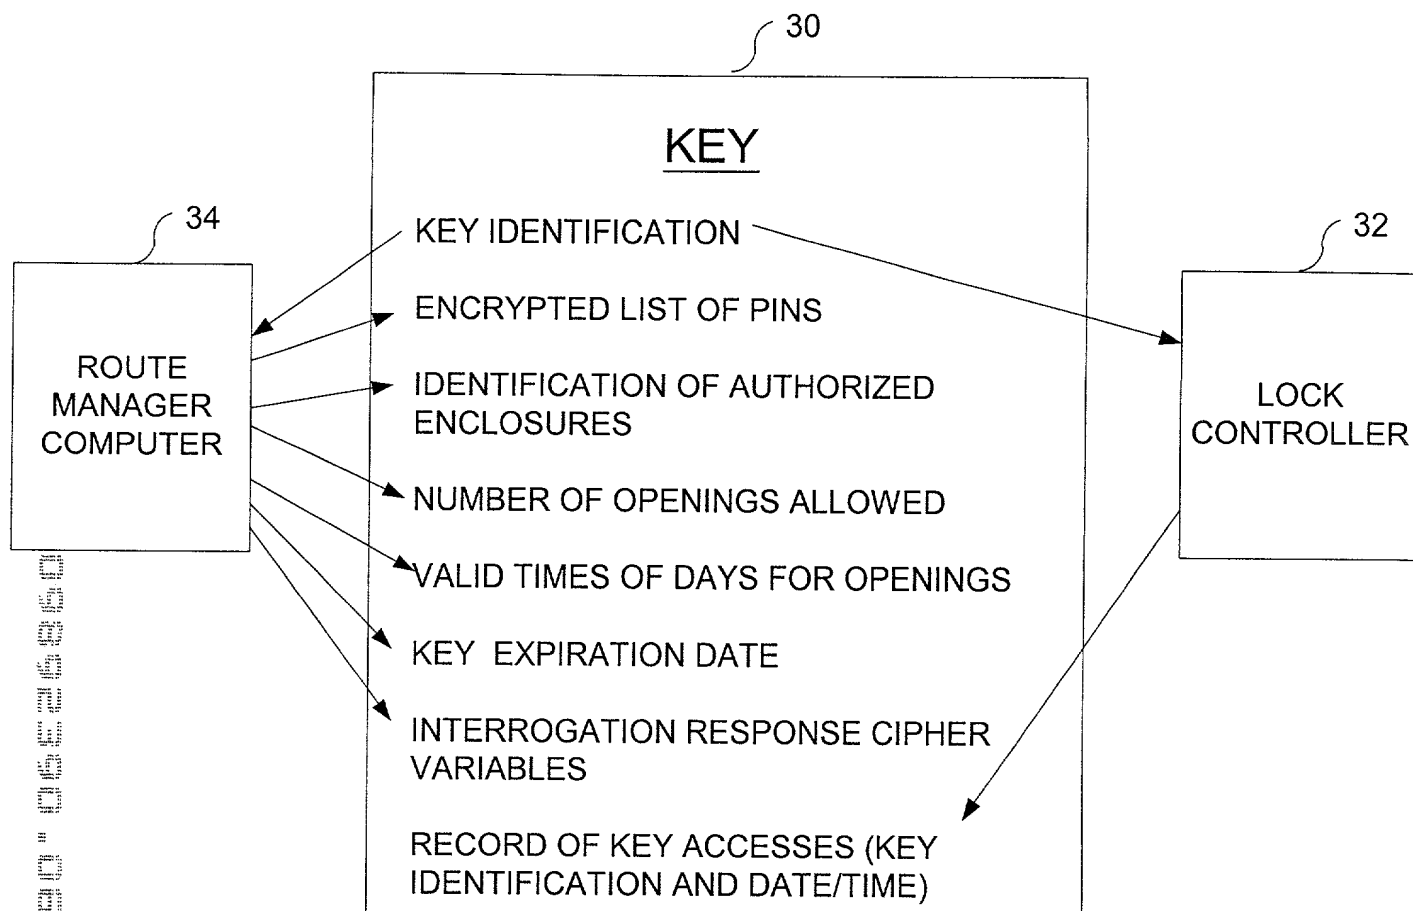 30
KEY
34
KEY IDENTIFICATION
32
ENCRYPTED LIST OF PINS
ROUTE
MANAGER
COMPUTER
IDENTIFICATION OF AUTHORIZED
ENCLOSURES
LOCK
CONTROLLER
NUMBER OF OPENINGS ALLOWED
VALID TIMES OF DAYS FOR OPENINGS
KEY EXPIRATION DATE
INTERROGATION RESPONSE CIPHER
VARIABLES
RECORD OF KEY ACCESSES (KEY
IDENTIFICATION AND DATE/TIME)